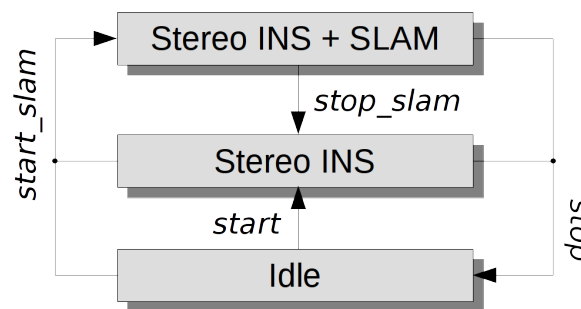 Stereo INS + SLAM
stop_slam
start_slam
Stereo INS
start
stop
Idle